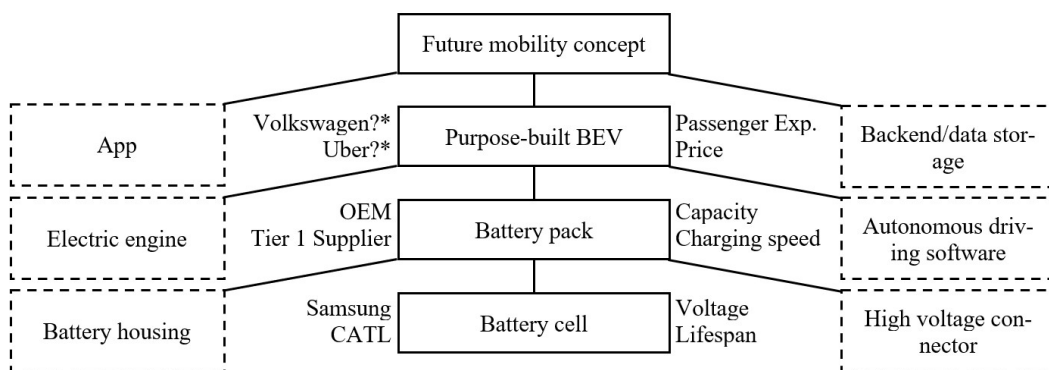 Future mobility concept
App
Volkswagen?*
Uber?*
Purpose-built BEV
Passenger Exp.
Price
Backend/data stor-
age
Electric engine
OEM
Tier 1 Supplier
Battery pack
Capacity
Charging speed
Autonomous driv-
ing software
Battery housing
Samsung
CATL
Battery cell
Voltage
Lifespan
High voltage con-
nector